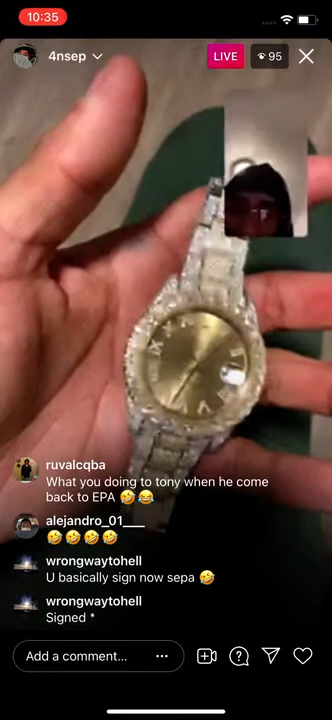 10:35
4nsep
LIVE
95
ruvalcqba
What you doing to tony when he come
back to EPA 🤣😂
alejandro_01___
🤣🤣🤣🤣
wrongwaytohell
U basically sign now sepa 🤣
wrongwaytohell
Signed *
Add a comment...